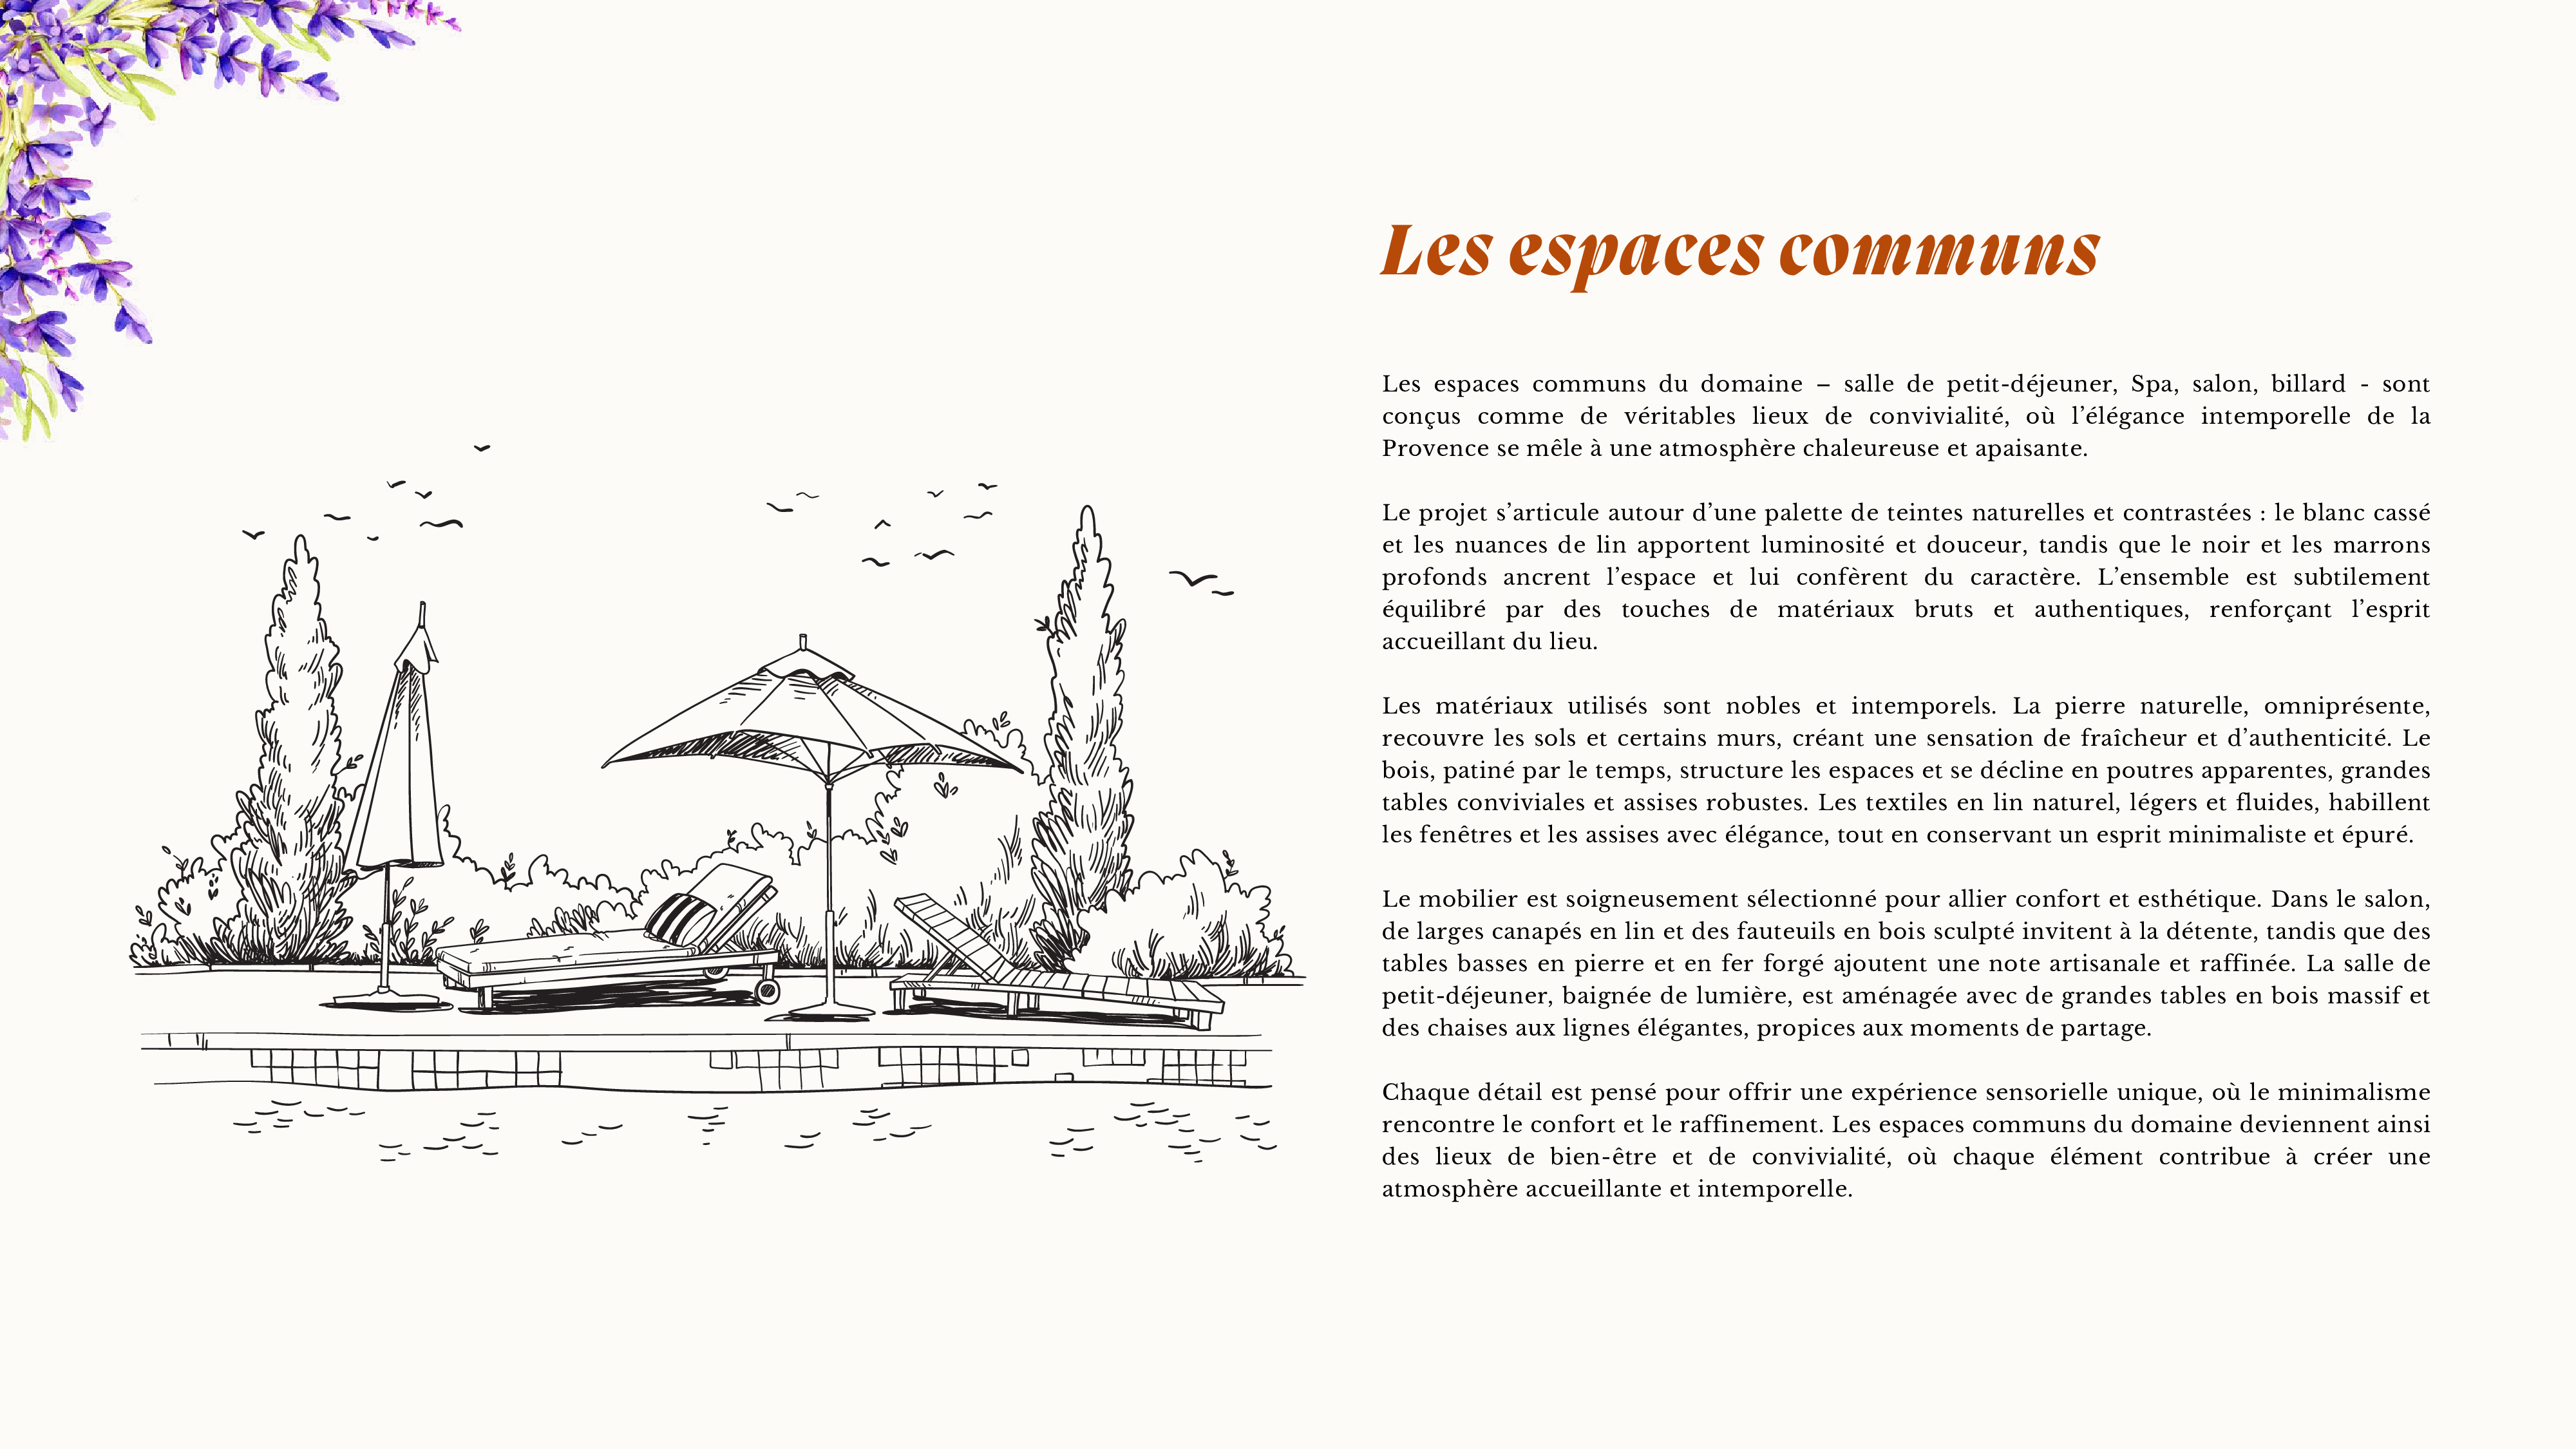 Les espaces communs
Les espaces communs du domaine – salle de petit-déjeuner, Spa, salon, billard - sont
conçus comme de véritables lieux de convivialité, où l’élégance intemporelle de la
Provence se mêle à une atmosphère chaleureuse et apaisante.
Le projet s’articule autour d’une palette de teintes naturelles et contrastées : le blanc cassé
et les nuances de lin apportent luminosité et douceur, tandis que le noir et les marrons
profonds ancrent l’espace et lui confèrent du caractère. L’ensemble est subtilement
équilibré par des touches de matériaux bruts et authentiques, renforçant l’esprit
accueillant du lieu.
Les matériaux utilisés sont nobles et intemporels. La pierre naturelle, omniprésente,
recouvre les sols et certains murs, créant une sensation de fraîcheur et d’authenticité. Le
bois, patiné par le temps, structure les espaces et se décline en poutres apparentes, grandes
tables conviviales et assises robustes. Les textiles en lin naturel, légers et fluides, habillent
les fenêtres et les assises avec élégance, tout en conservant un esprit minimaliste et épuré.
Le mobilier est soigneusement sélectionné pour allier confort et esthétique. Dans le salon,
de larges canapés en lin et des fauteuils en bois sculpté invitent à la détente, tandis que des
tables basses en pierre et en fer forgé ajoutent une note artisanale et raffinée. La salle de
petit-déjeuner, baignée de lumière, est aménagée avec de grandes tables en bois massif et
des chaises aux lignes élégantes, propices aux moments de partage.
Chaque détail est pensé pour offrir une expérience sensorielle unique, où le minimalisme
rencontre le confort et le raffinement. Les espaces communs du domaine deviennent ainsi
des lieux de bien-être et de convivialité, où chaque élément contribue à créer une
atmosphère accueillante et intemporelle.